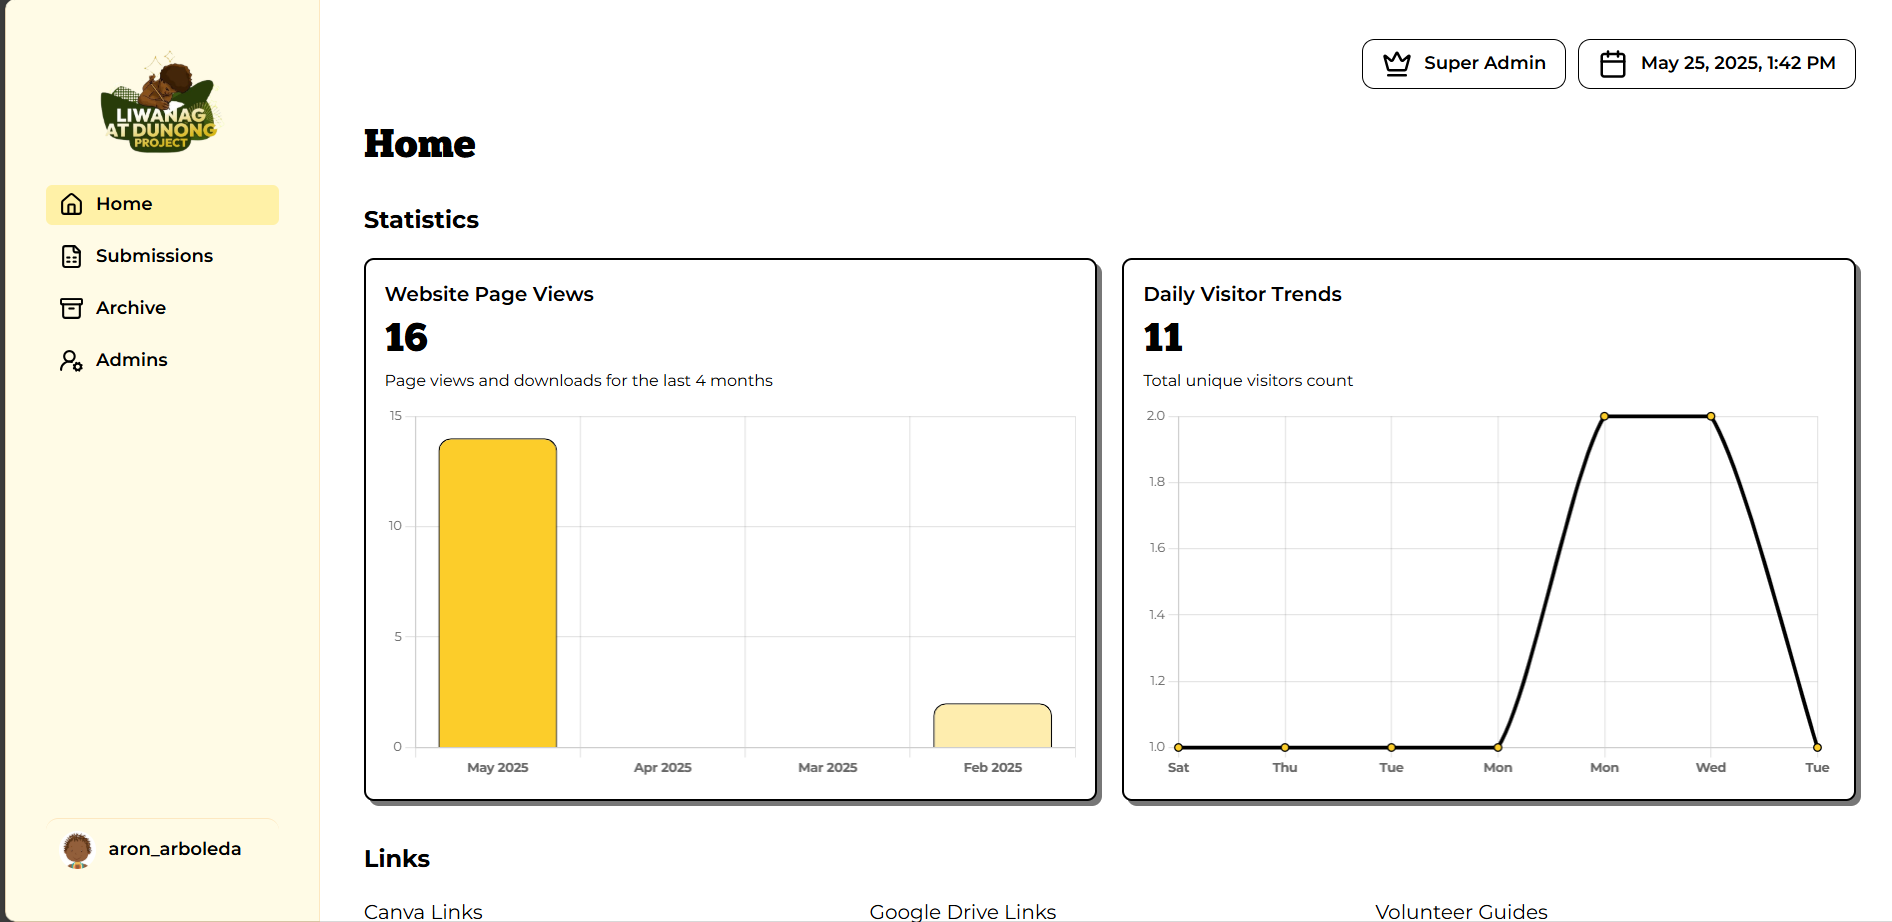 LIWANAG
AT DUNONG
PROJECT
Home
Submissions
Archive
Admins
aron_arboleda
Super Admin
May 25, 2025, 1:42 PM
Home
Statistics
Website Page Views
16
Page views and downloads for the last 4 months
15
10
5
0
May 2025
Apr 2025
Mar 2025
Feb 2025
Daily Visitor Trends
11
Total unique visitors count
2.0
1.8
1.6
1.4
1.2
1.0
Sat
Thu
Tue
Mon
Mon
Wed
Tue
Links
Canva Links
Google Drive Links
Volunteer Guides